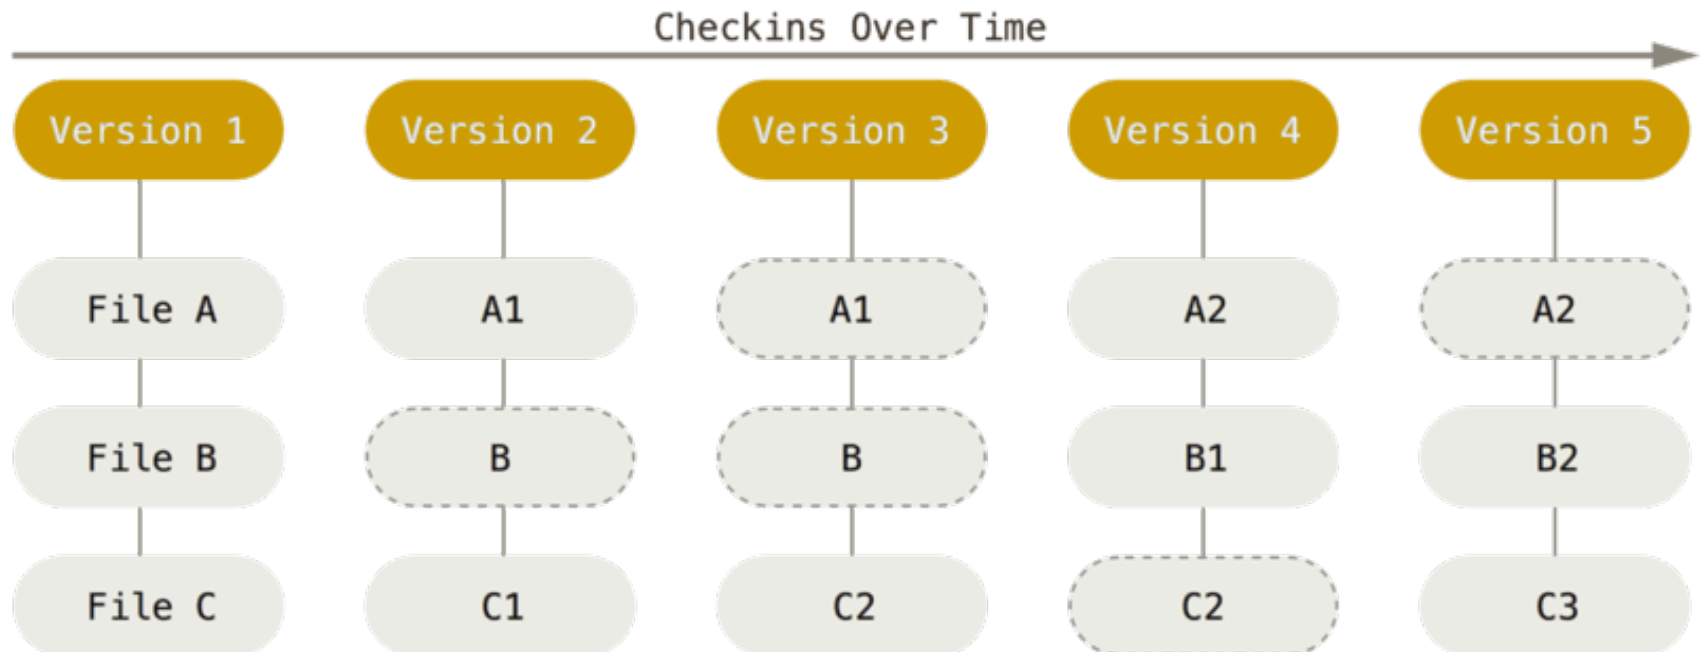 Checkins Over Time
Version 1 Version 2 Version 3 Version 4 Version 5
File A A1 A1 A2 A2
File B B B B1 B2
File C C1 C2 C2 C3